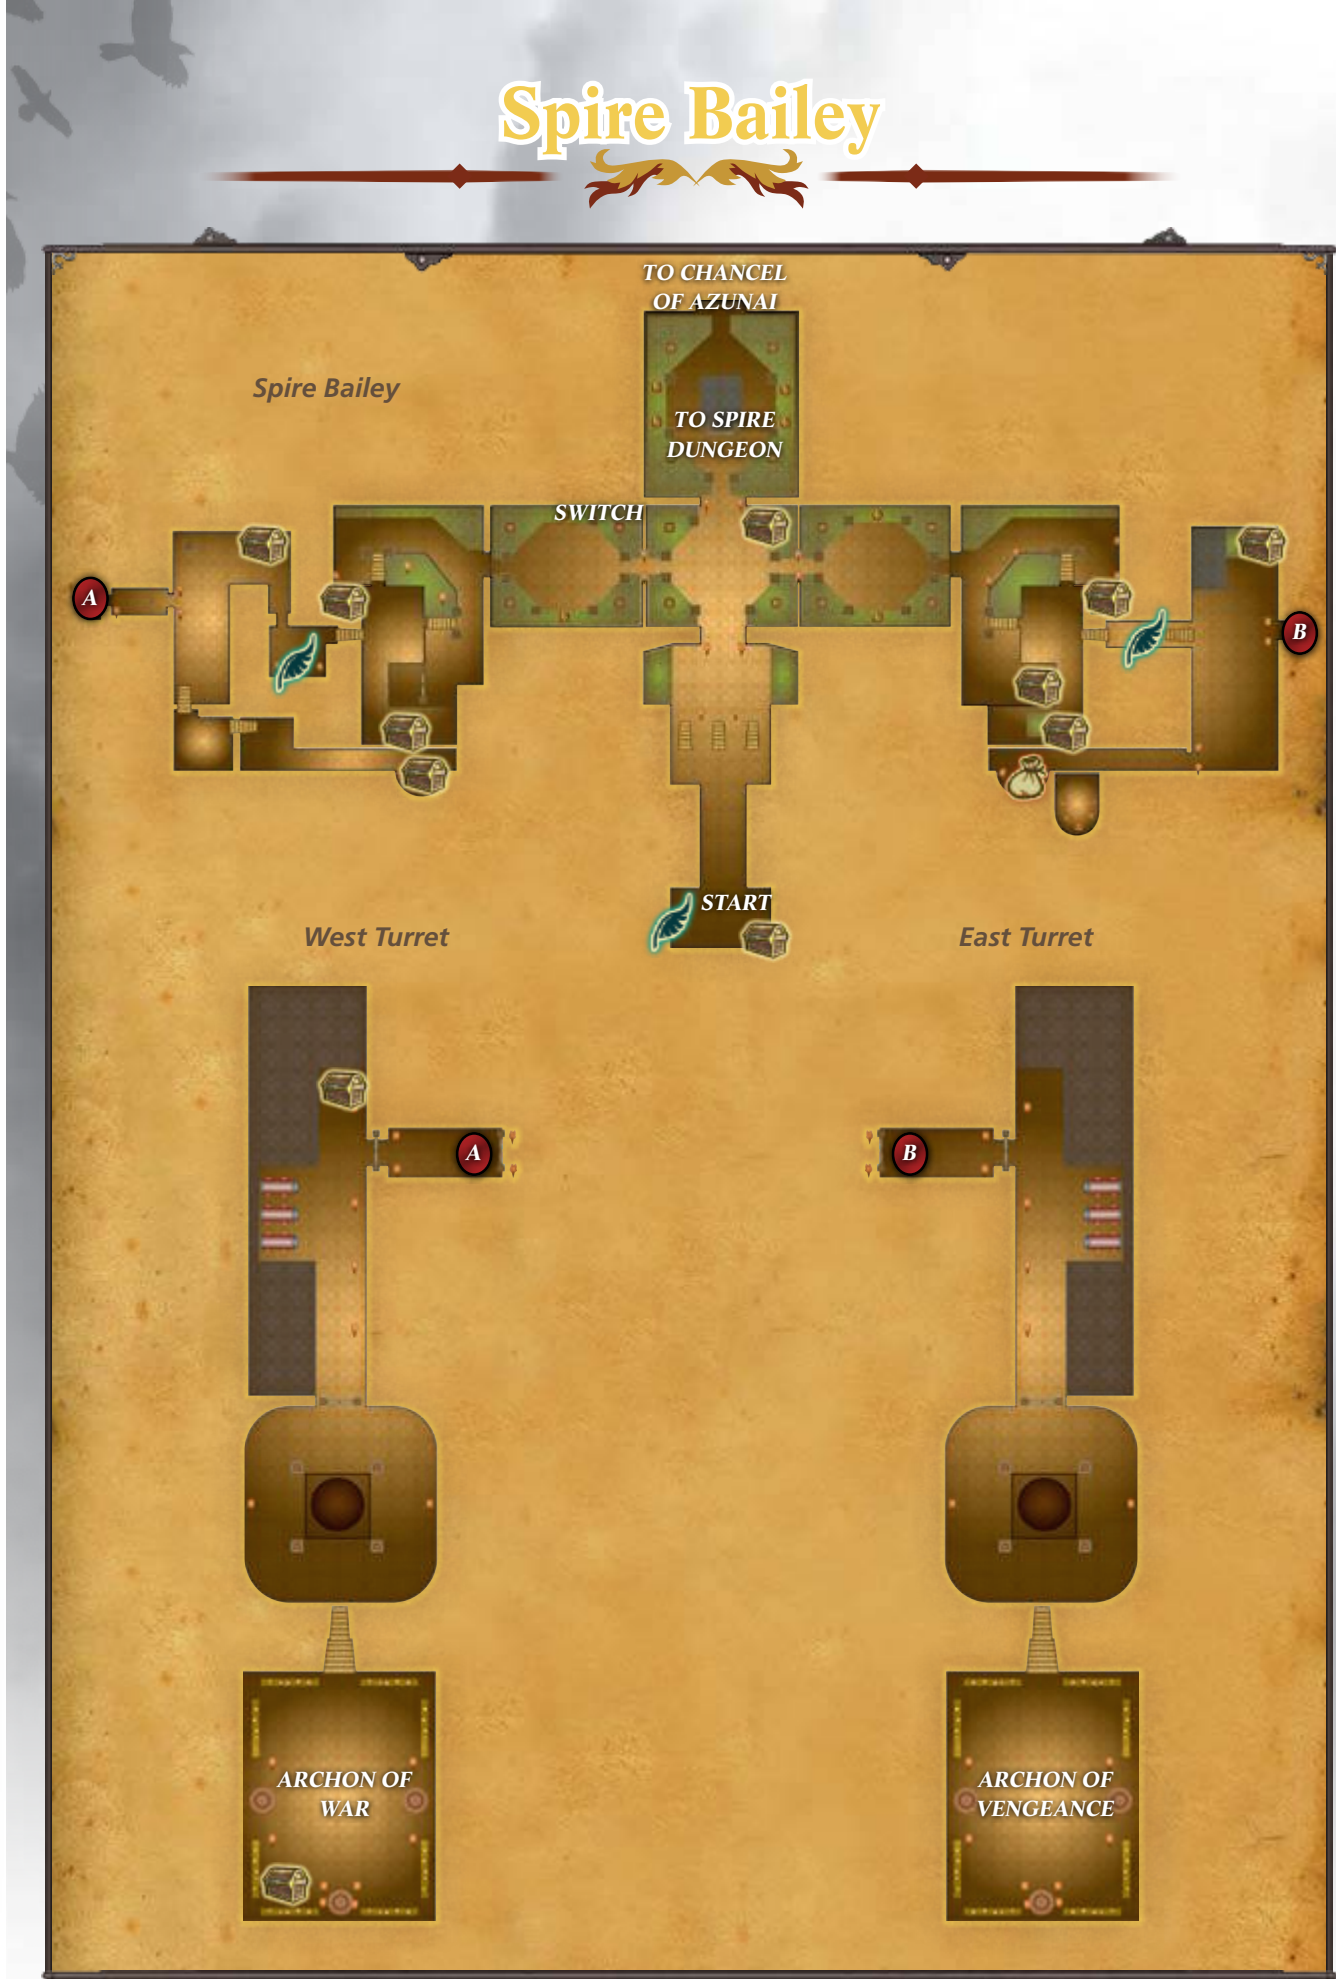 Spire Bailey
TO CHANCEL
OF AZUNAI
Spire Bailey
TO SPIRE
DUNGEON
SWITCH
A
B
START
West Turret
East Turret
A
B
ARCHON OF
WAR
ARCHON OF
VENGEANCE